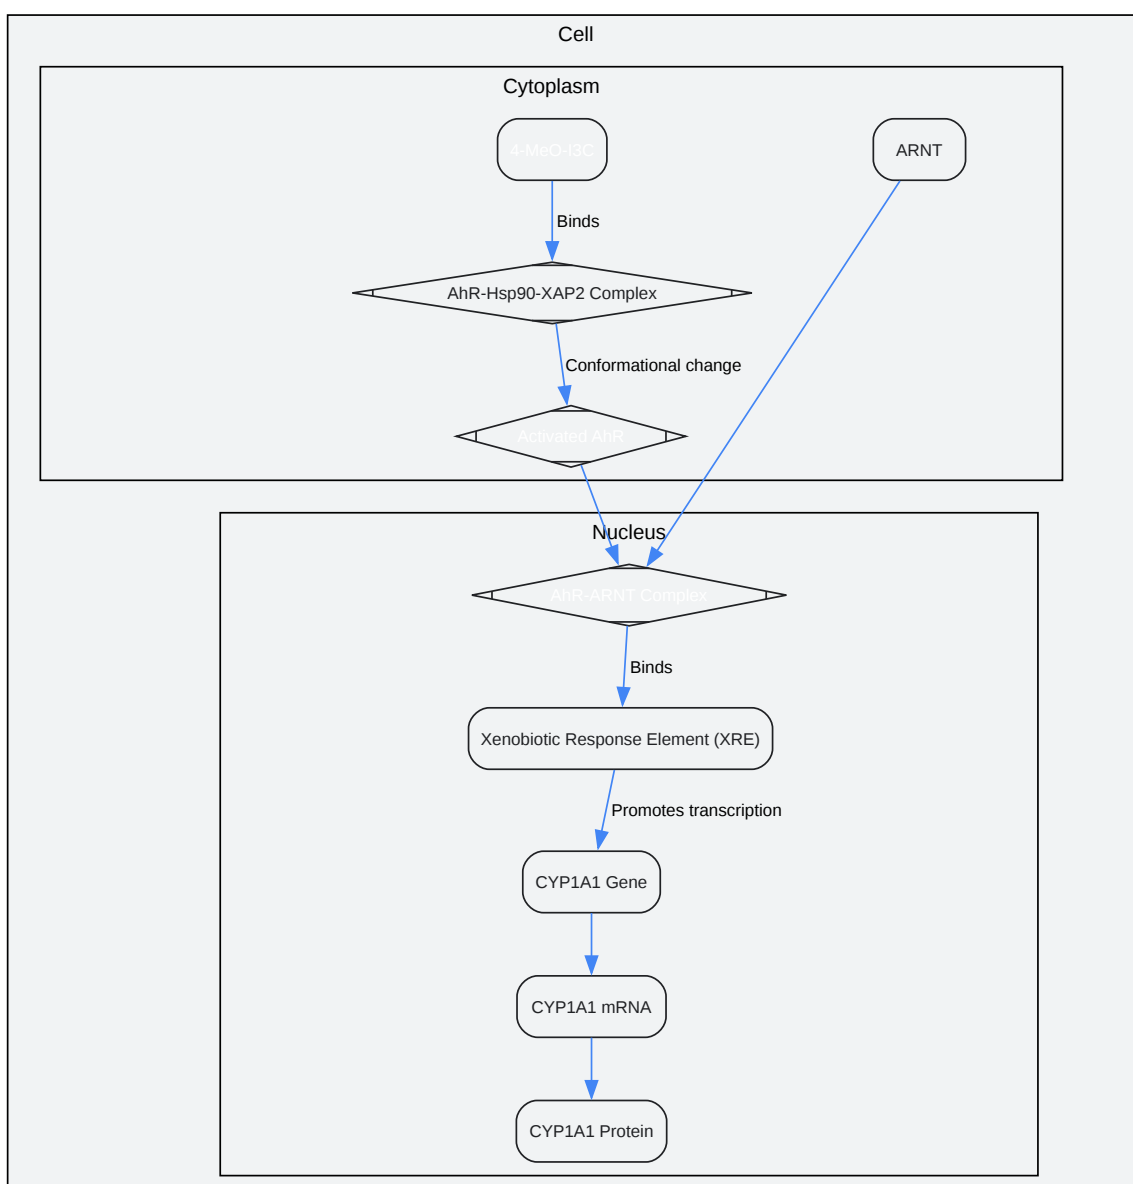 Cell
Cytoplasm
4-MeO-I3C
ARNT
Binds
AhR-Hsp90-XAP2 Complex
Conformational change
Activated AhR
Nucleus
AhR-ARNT Complex
Binds
Xenobiotic Response Element (XRE)
Promotes transcription
CYP1A1 Gene
CYP1A1 mRNA
CYP1A1 Protein